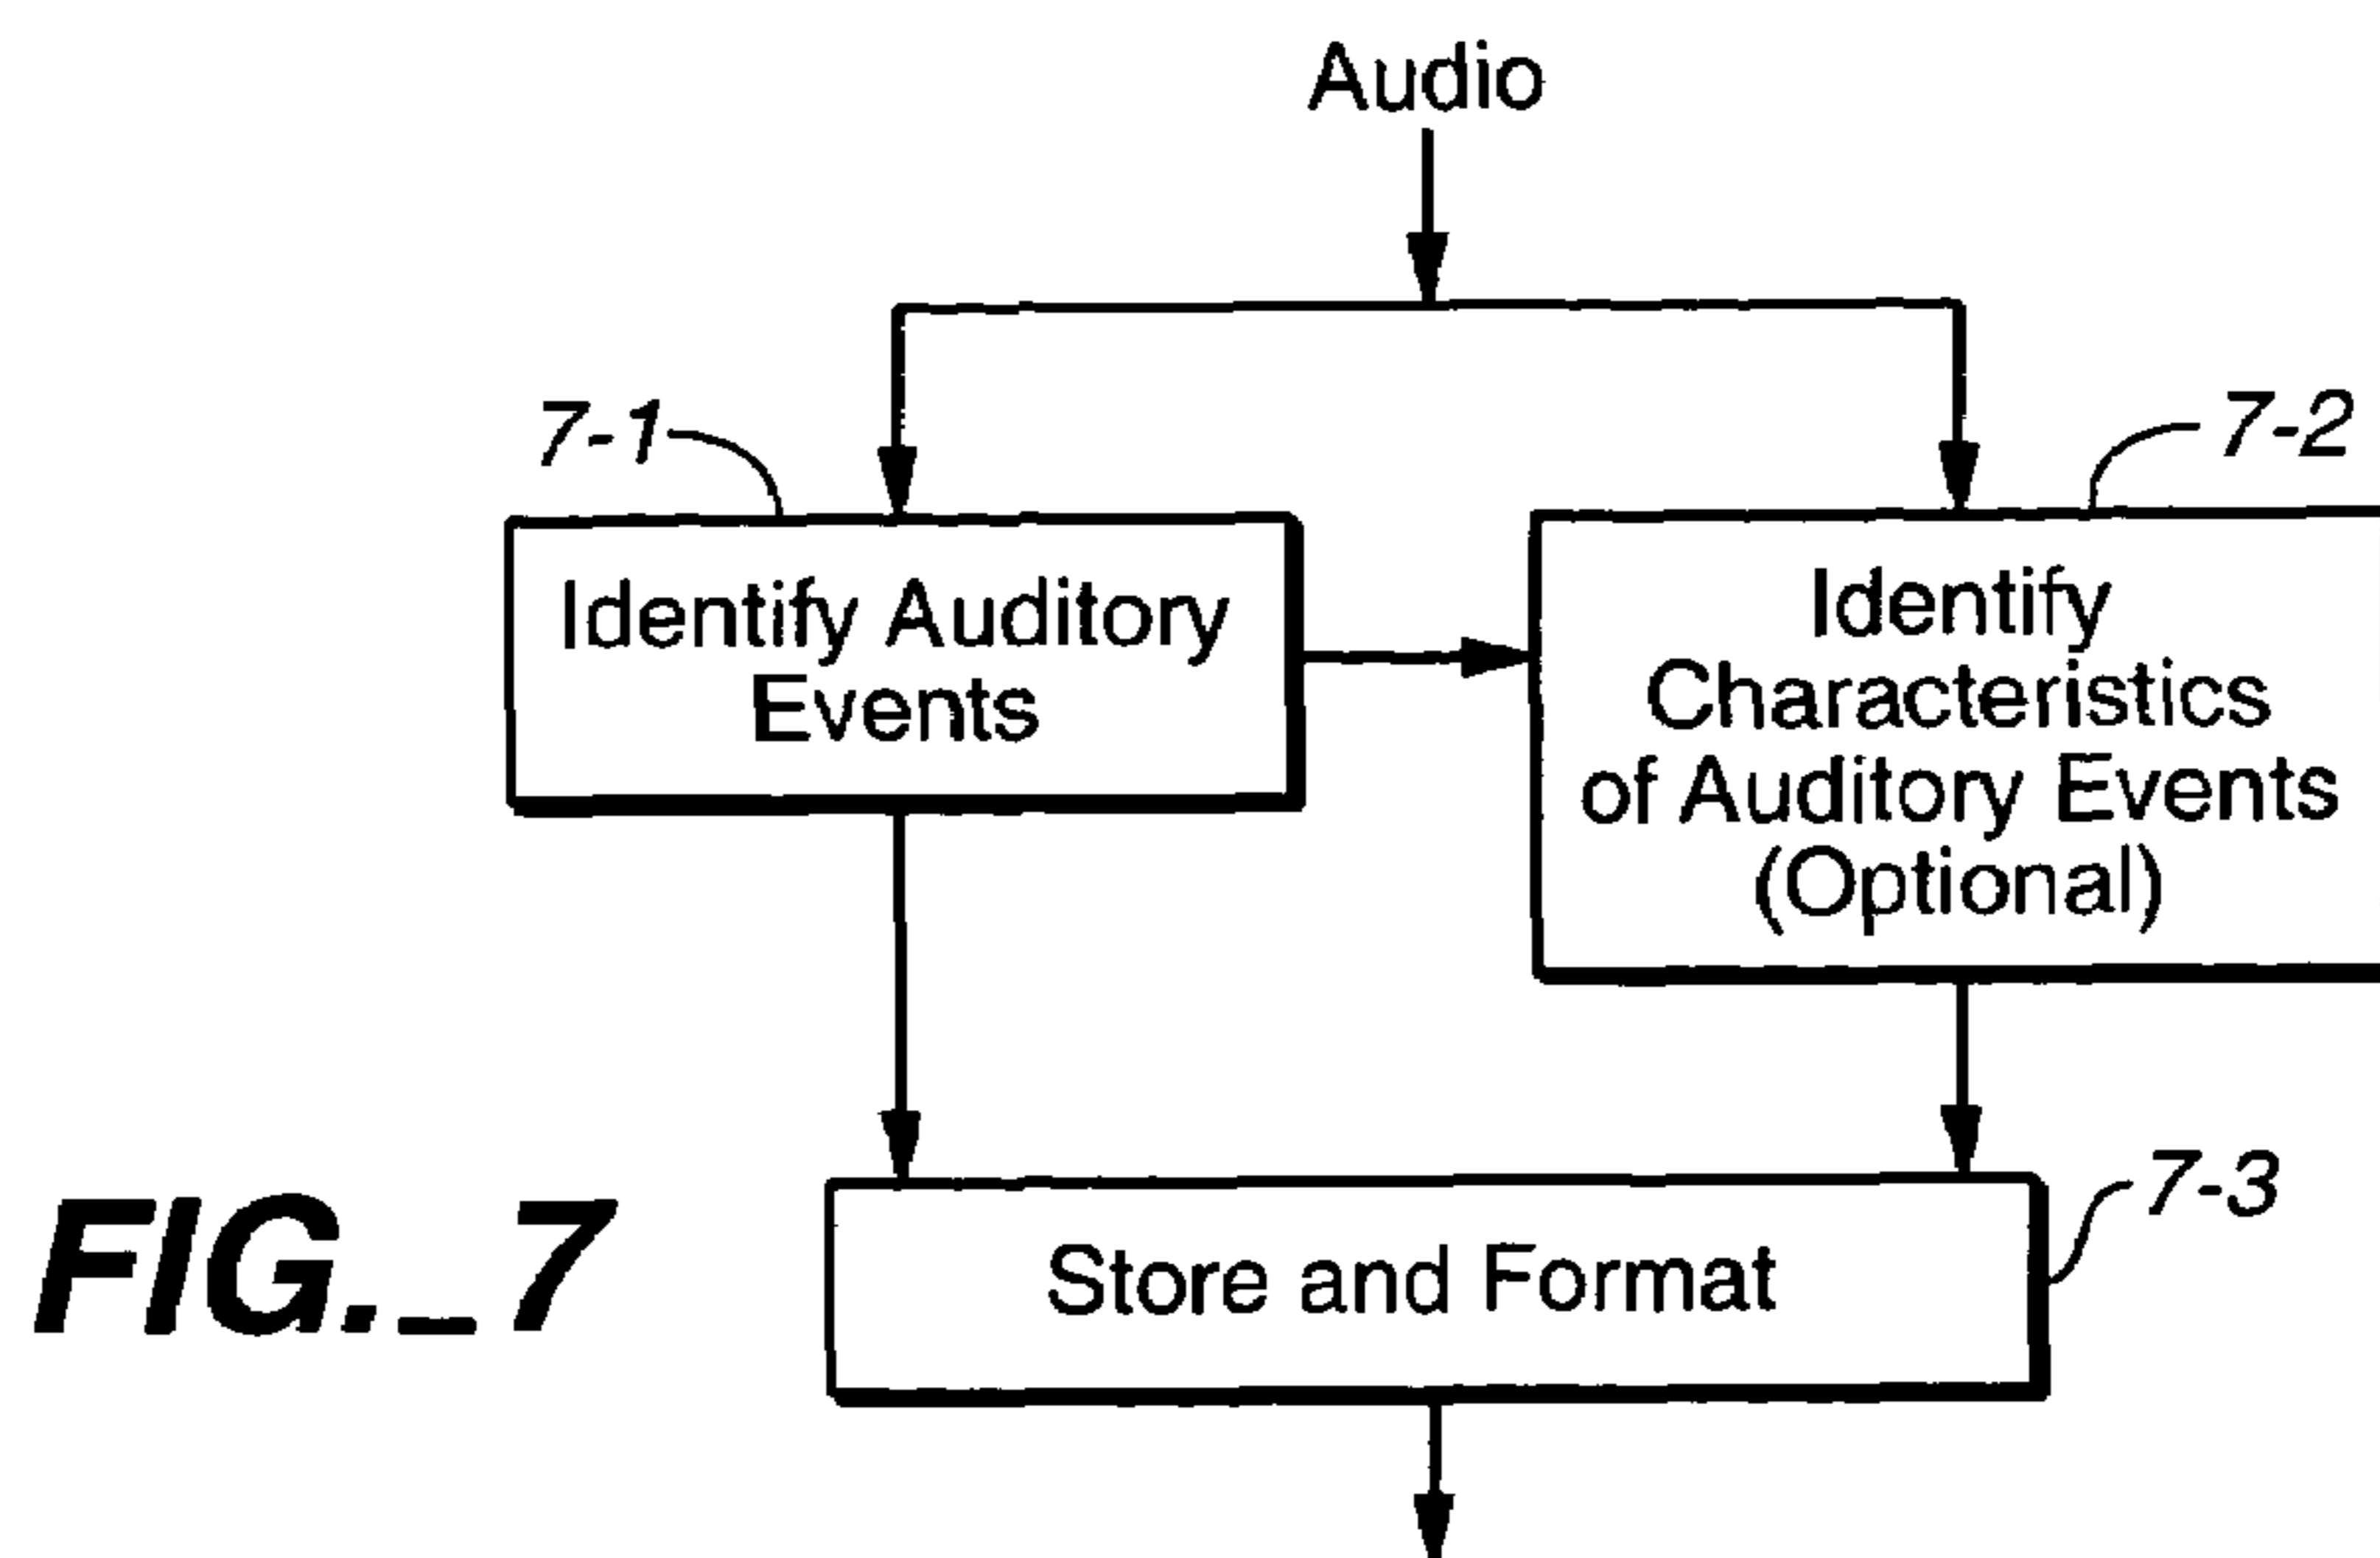 Audio
7-1
7-2
Identify Auditory
Events
Identify
Characteristics
of Auditory Events
(Optional)
7-3
Store and Format
FIG._7